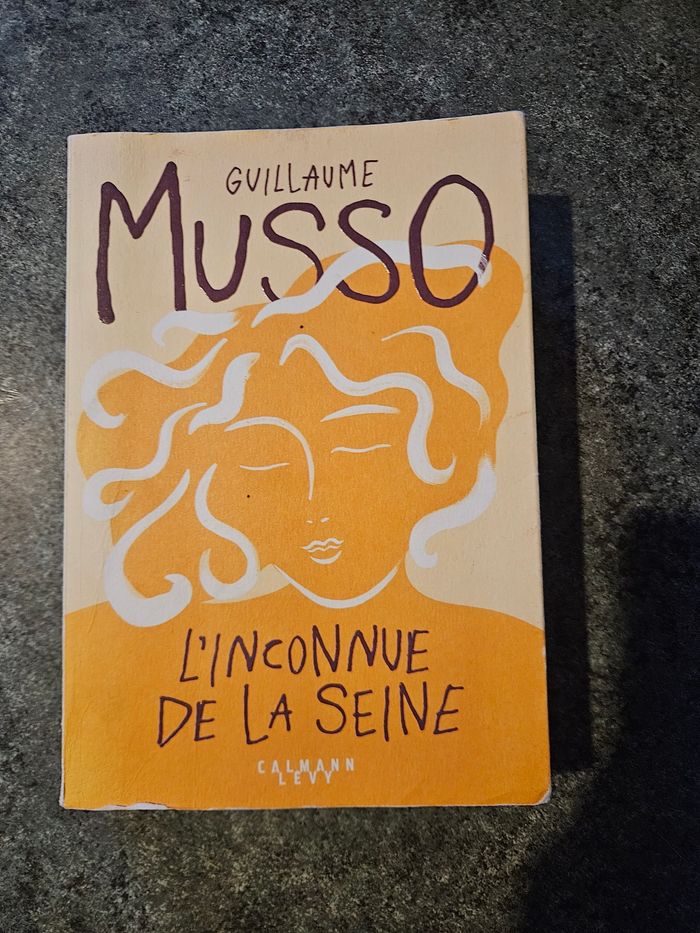 GUILLAUME
MUSSO
L'INCONNUE
DE LA SEINE
CALMANN
LEVY